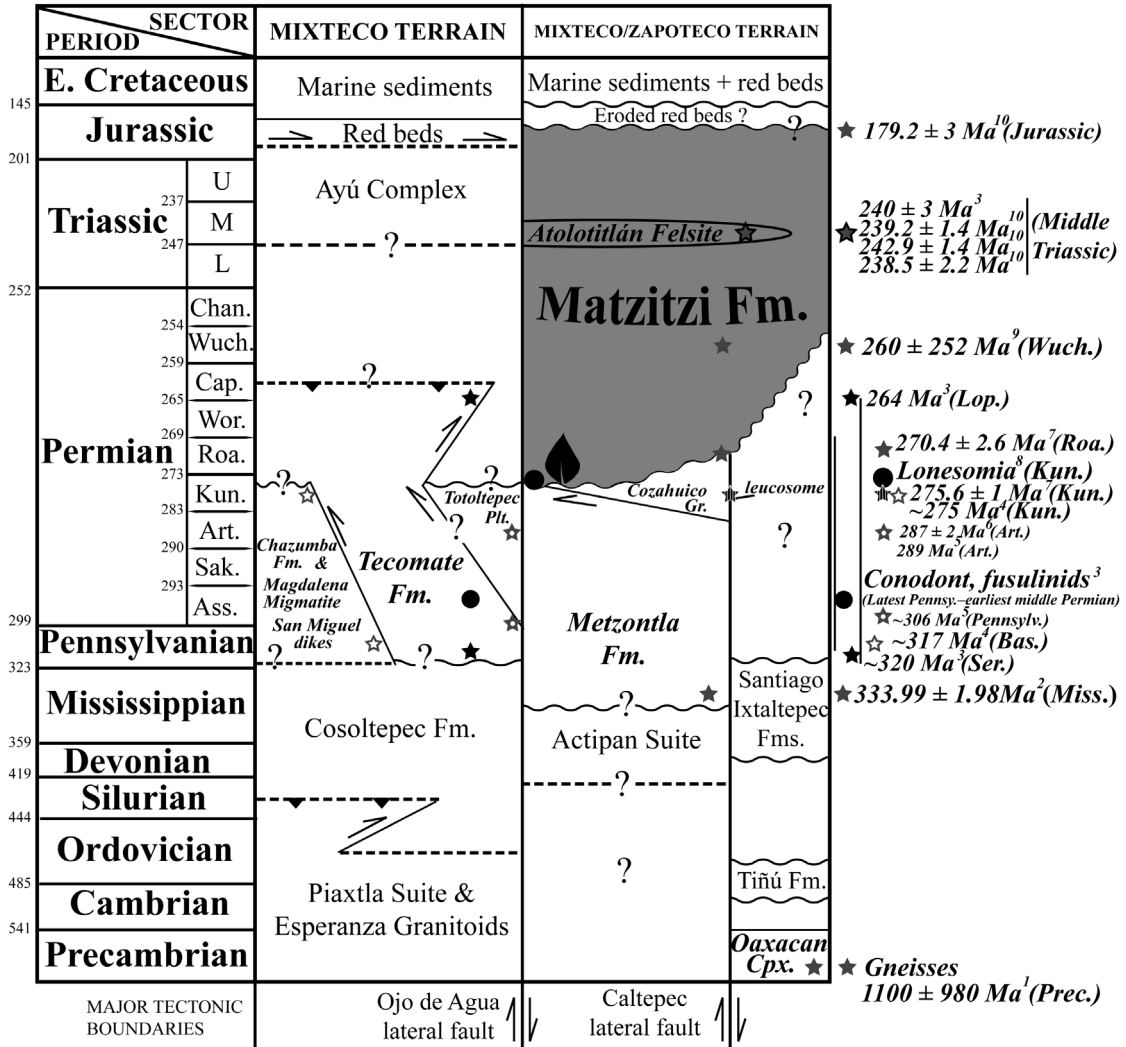 SECTOR
PERIOD
MIXTECO TERRAIN
MIXTECO/ZAPOTECO TERRAIN
E. Cretaceous
Marine sediments
Marine sediments + red beds
145
Jurassic
Red beds
Eroded red beds ?
?
179.2 ± 3 Ma¹⁰(Jurassic)
201
Triassic
U
237
M
247
L
Ayú Complex
?
Atolotitlán Felsite
240 ± 3 Ma³
239.2 ± 1.4 Ma¹⁰
242.9 ± 1.4 Ma¹⁰
238.5 ± 2.2 Ma¹⁰
(Middle
Triassic)
252
Permian
Chan.
254
Wuch.
259
Cap.
265
Wor.
269
Roa.
273
Kun.
283
Art.
290
Sak.
293
Ass.
Matzitzi Fm.
260 ± 252 Ma⁹(Wuch.)
?
?
264 Ma³(Lop.)
270.4 ± 2.6 Ma⁷(Roa.)
Lonesomia⁸(Kun.)
275.6 ± 1 Ma⁷(Kun.)
~275 Ma⁴(Kun.)
287 ± 2 Ma⁶(Art.)
289 Ma⁵(Art.)
?
?
Totoltepec
Plt.
?
Cozahuico
Gr.
leucosome
?
Chazumba
Fm. &
Magdalena
Migmatite
San Miguel
dikes
Tecomate
Fm.
Metzontla
Fm.
Conodont, fusulinids³
(Latest Pennsy.–earliest middle Permian)
~306 Ma⁵(Pennsylv.)
~317 Ma⁴(Bas.)
~320 Ma³(Ser.)
299
Pennsylvanian
?
?
323
Mississippian
Cosoltepec Fm.
?
Santiago
Ixtaltepec
Fms.
333.99 ± 1.98Ma²(Miss.)
359
Devonian
Actipan Suite
419
Silurian
?
444
Ordovician
?
485
Cambrian
Piaxtla Suite &
Esperanza Granitoids
Tiñú Fm.
541
Precambrian
Oaxacan
Cpx.
Gneisses
1100 ± 980 Ma¹(Prec.)
MAJOR TECTONIC
BOUNDARIES
Ojo de Agua
lateral fault
Caltepec
lateral fault